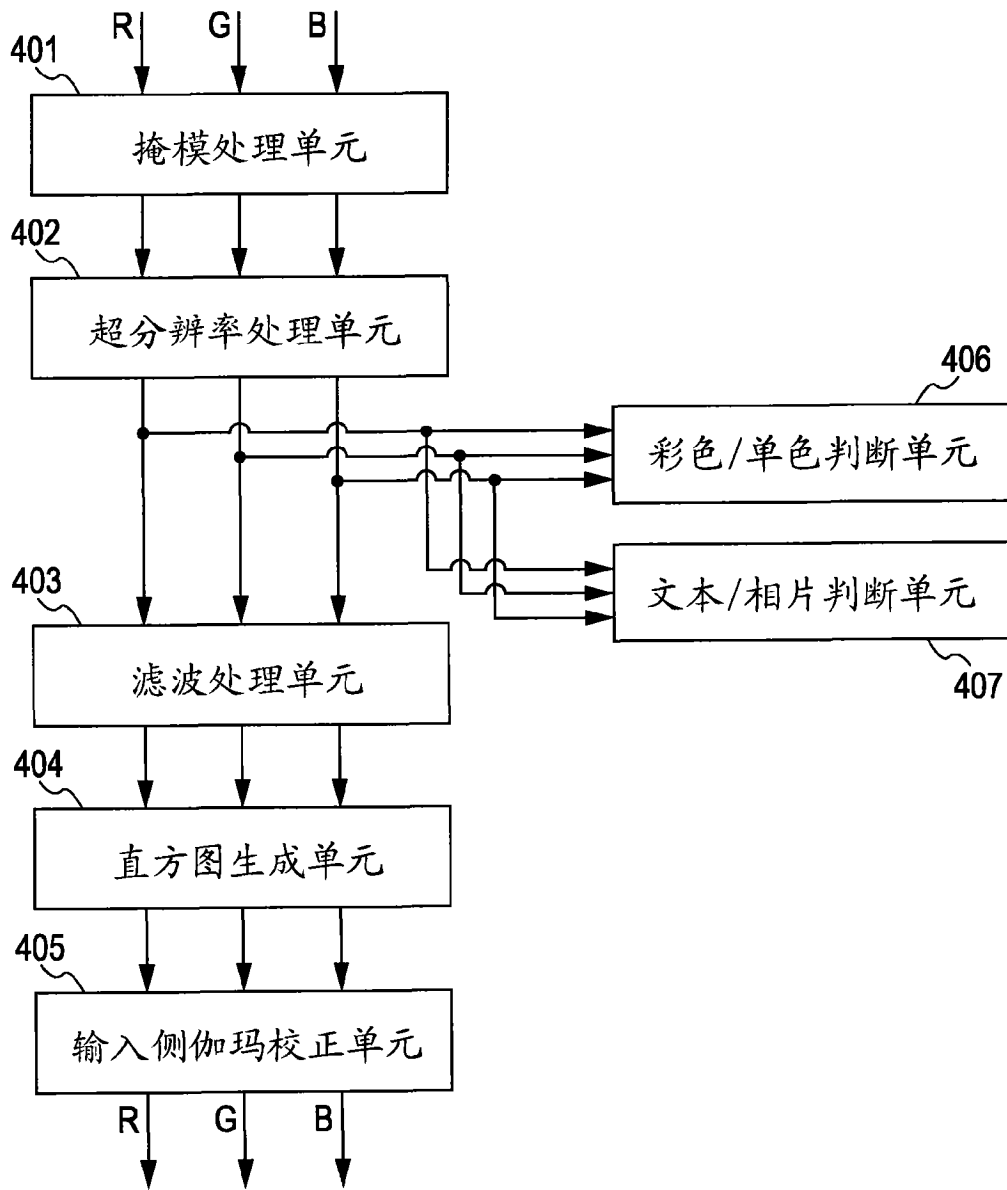 R G B
401
掩模处理单元
402
超分辨率处理单元
406
彩色/单色判断单元
文本/相片判断单元
407
403
滤波处理单元
404
直方图生成单元
405
输入侧伽玛校正单元
R G B